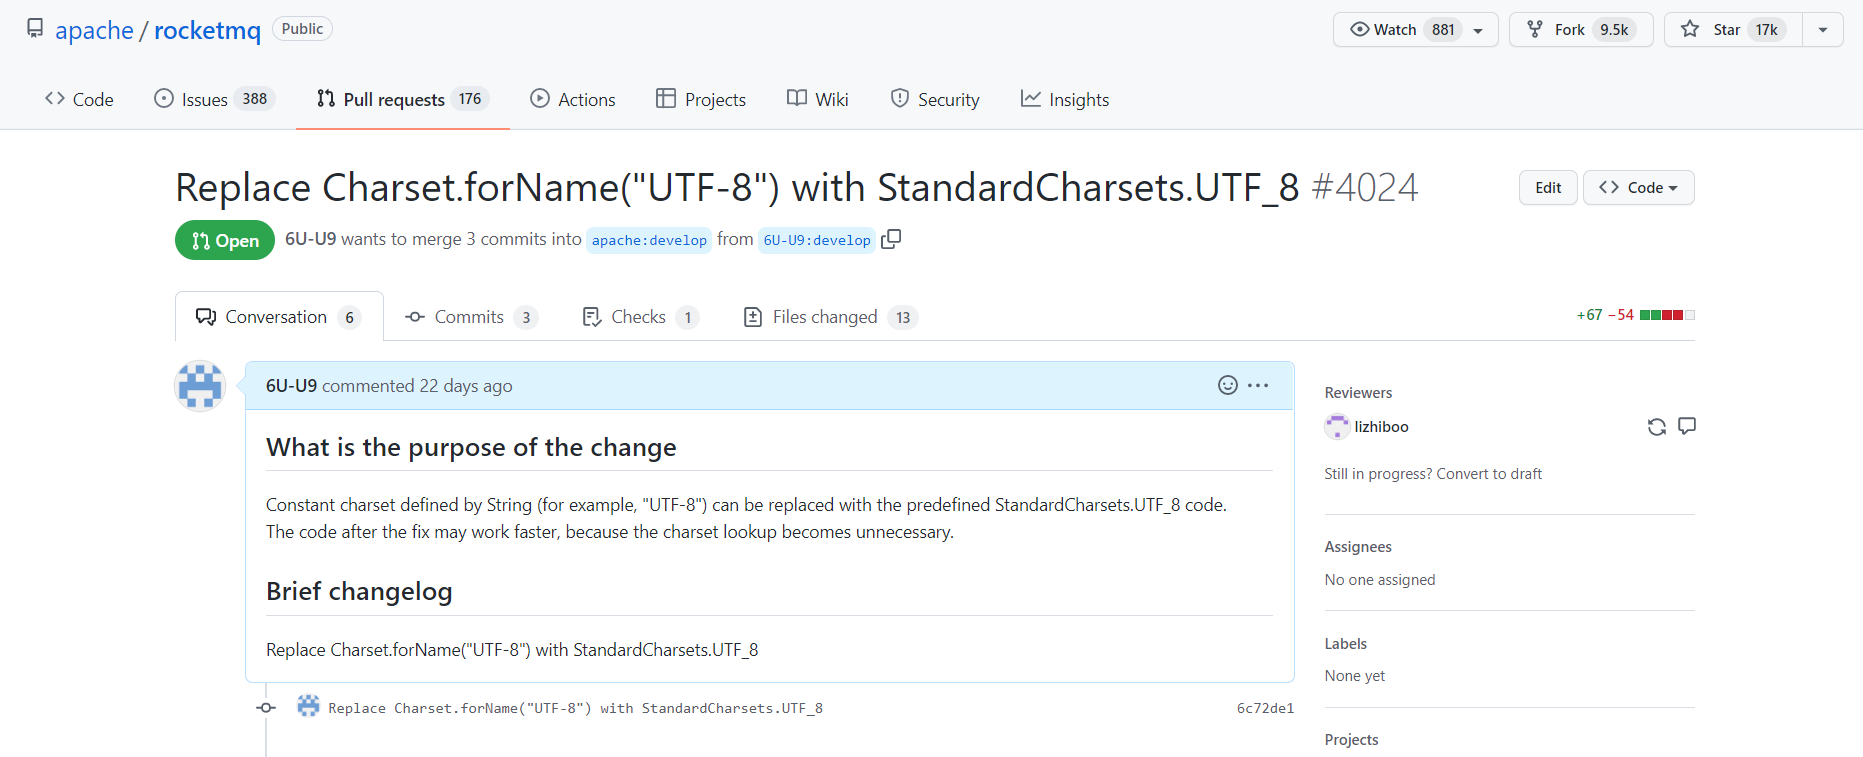 apache / rocketmq Public
Watch 881 Fork 9.5k Star 17k
Code Issues 388 Pull requests 176 Actions Projects Wiki Security Insights
Replace Charset.forName("UTF-8") with StandardCharsets.UTF_8 #4024
Edit Code
Open 6U-U9 wants to merge 3 commits into apache:develop from 6U-U9:develop
Conversation 6 Commits 3 Checks 1 Files changed 13
+67 −54
6U-U9 commented 22 days ago
What is the purpose of the change
Constant charset defined by String (for example, "UTF-8") can be replaced with the predefined StandardCharsets.UTF_8 code.
The code after the fix may work faster, because the charset lookup becomes unnecessary.
Brief changelog
Replace Charset.forName("UTF-8") with StandardCharsets.UTF_8
Replace Charset.forName("UTF-8") with StandardCharsets.UTF_8 6c72de1
Reviewers
lizhiboo
Still in progress? Convert to draft
Assignees
No one assigned
Labels
None yet
Projects